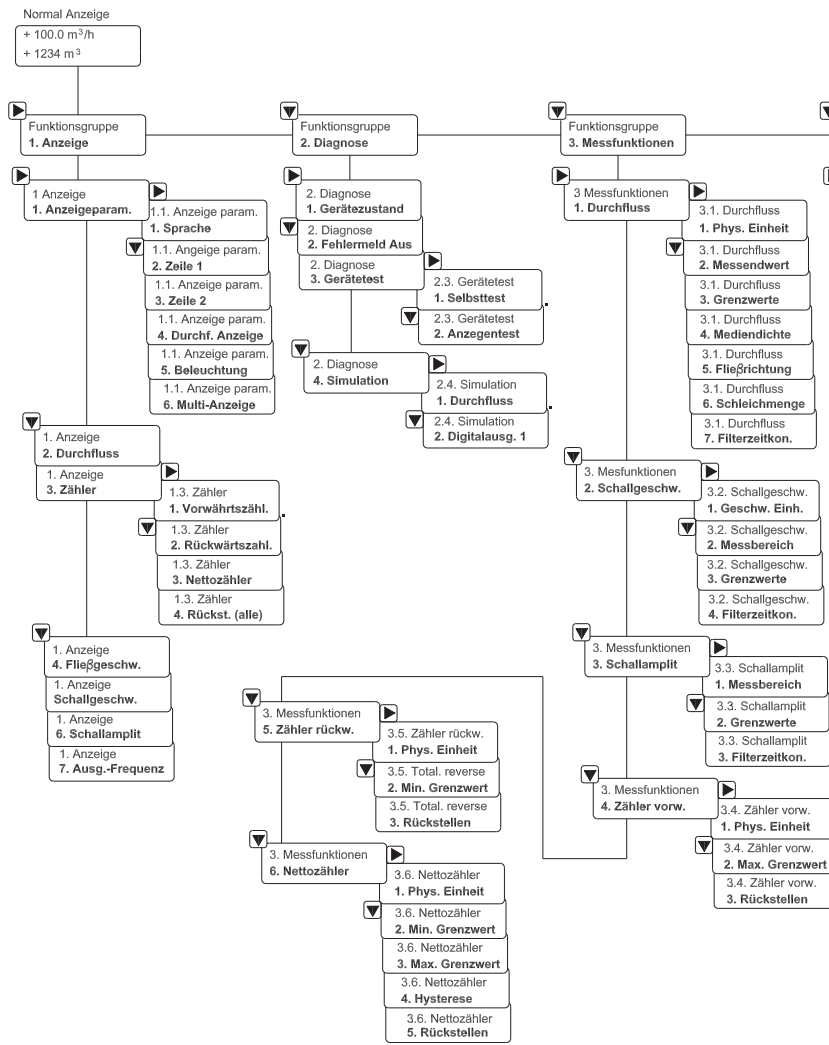 Normal Anzeige
+ 100.0 m³/h
+ 1234 m³
Funktionsgruppe
1. Anzeige
1 Anzeige
1. Anzeigeparam.
1.1. Anzeige param.
1. Sprache
1.1. Angeige param.
2. Zeile 1
1.1. Anzeige param.
3. Zeile 2
1.1. Anzeige param.
4. Durchf. Anzeige
1.1. Anzeige param.
5. Beleuchtung
1.1. Anzeige param.
6. Multi-Anzeige
1. Anzeige
2. Durchfluss
1. Anzeige
3. Zähler
1.3. Zähler
1. Vorwährtszähl.
1.3. Zähler
2. Rückwärtszahl.
1.3. Zähler
3. Nettozähler
1.3. Zähler
4. Rückst. (alle)
1. Anzeige
4. Flieβgeschw.
1. Anzeige
Schallgeschw.
1. Anzeige
6. Schallamplit
1. Anzeige
7. Ausg.-Frequenz
Funktionsgruppe
2. Diagnose
2. Diagnose
1. Gerätezustand
2. Diagnose
2. Fehlermeld Aus
2. Diagnose
3. Gerätetest
2.3. Gerätetest
1. Selbsttest
2.3. Gerätetest
2. Anzegentest
2. Diagnose
4. Simulation
2.4. Simulation
1. Durchfluss
2.4. Simulation
2. Digitalausg. 1
Funktionsgruppe
3. Messfunktionen
3 Messfunktionen
1. Durchfluss
3.1. Durchfluss
1. Phys. Einheit
3.1. Durchfluss
2. Messendwert
3.1. Durchfluss
3. Grenzwerte
3.1. Durchfluss
4. Mediendichte
3.1. Durchfluss
5. Flieβrichtung
3.1. Durchfluss
6. Schleichmenge
3.1. Durchfluss
7. Filterzeitkon.
3. Mesfunktionen
2. Schallgeschw.
3.2. Schallgeschw.
1. Geschw. Einh.
3.2. Schallgeschw.
2. Messbereich
3.2. Schallgeschw.
3. Grenzwerte
3.2. Schallgeschw.
4. Filterzeitkon.
3. Messfunktionen
3. Schallamplit
3.3. Schallamplit
1. Messbereich
3.3. Schallamplit
2. Grenzwerte
3.3. Schallamplit
3. Filterzeitkon.
3. Messfunktionen
4. Zähler vorw.
3.4. Zähler vorw.
1. Phys. Einheit
3.4. Zähler vorw.
2. Max. Grenzwert
3.4. Zähler vorw.
3. Rückstellen
3. Messfunktionen
5. Zähler rückw.
3.5. Zähler rückw.
1. Phys. Einheit
3.5. Total. reverse
2. Min. Grenzwert
3.5. Total. reverse
3. Rückstellen
3. Messfunktionen
6. Nettozähler
3.6. Nettozähler
1. Phys. Einheit
3.6. Nettozähler
2. Min. Grenzwert
3.6. Nettozähler
3. Max. Grenzwert
3.6. Nettozähler
4. Hysterese
3.6. Nettozähler
5. Rückstellen